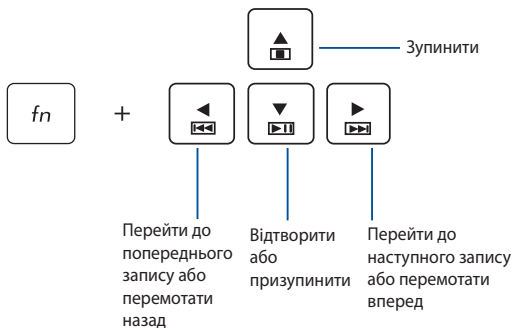 Зупинити
fn +
Перейти до
попереднього
запису або
перемотати
назад
Відтворити
або
призупинити
Перейти до
наступного запису
або перемотати
вперед